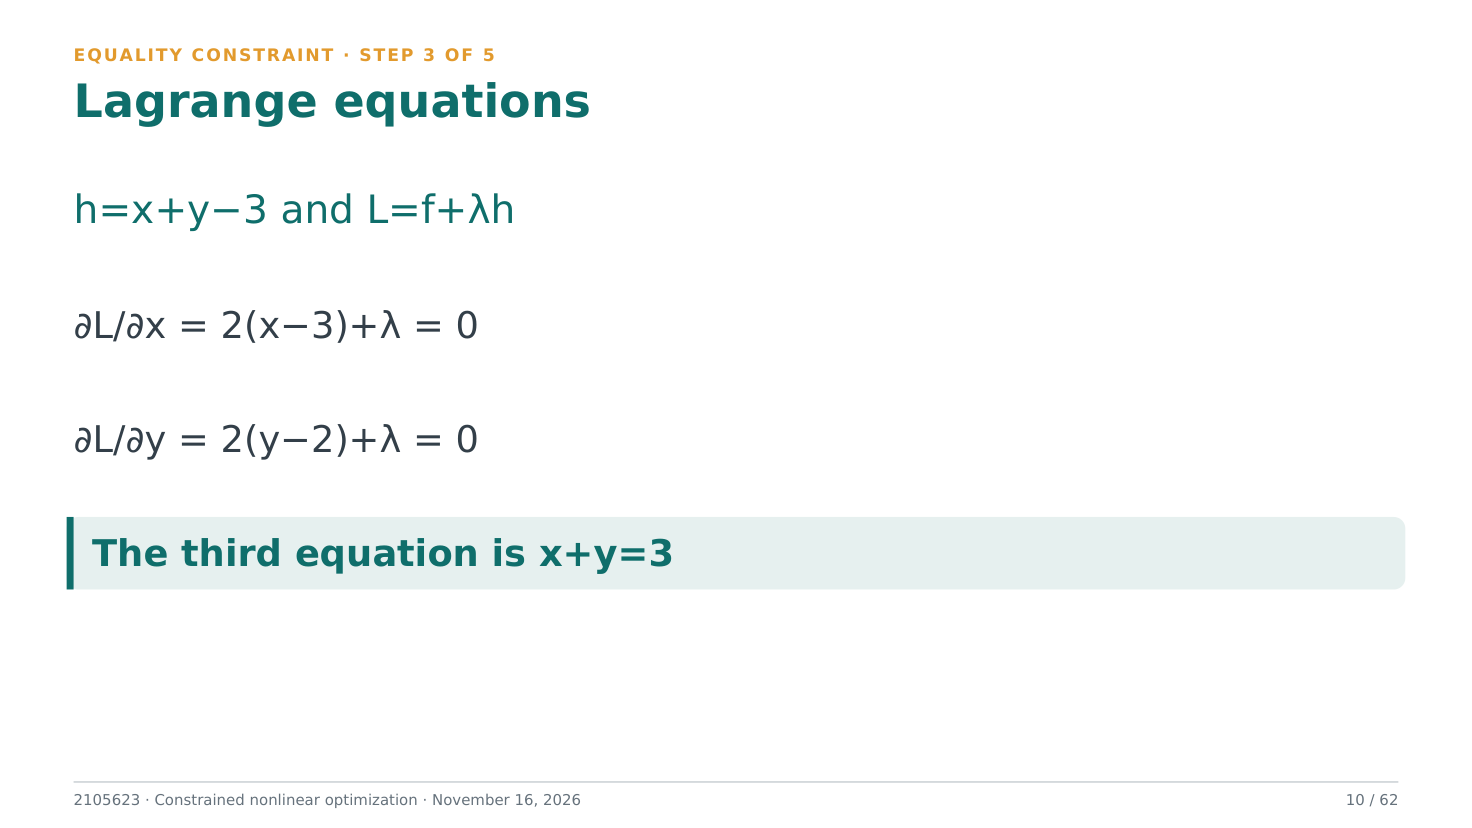 EQUALITY CONSTRAINT · STEP 3 OF 5
Lagrange equations
h=x+y−3 and L=f+λh
∂L/∂x = 2(x−3)+λ = 0
∂L/∂y = 2(y−2)+λ = 0
The third equation is x+y=3
2105623 · Constrained nonlinear optimization · November 16, 2026
10 / 62